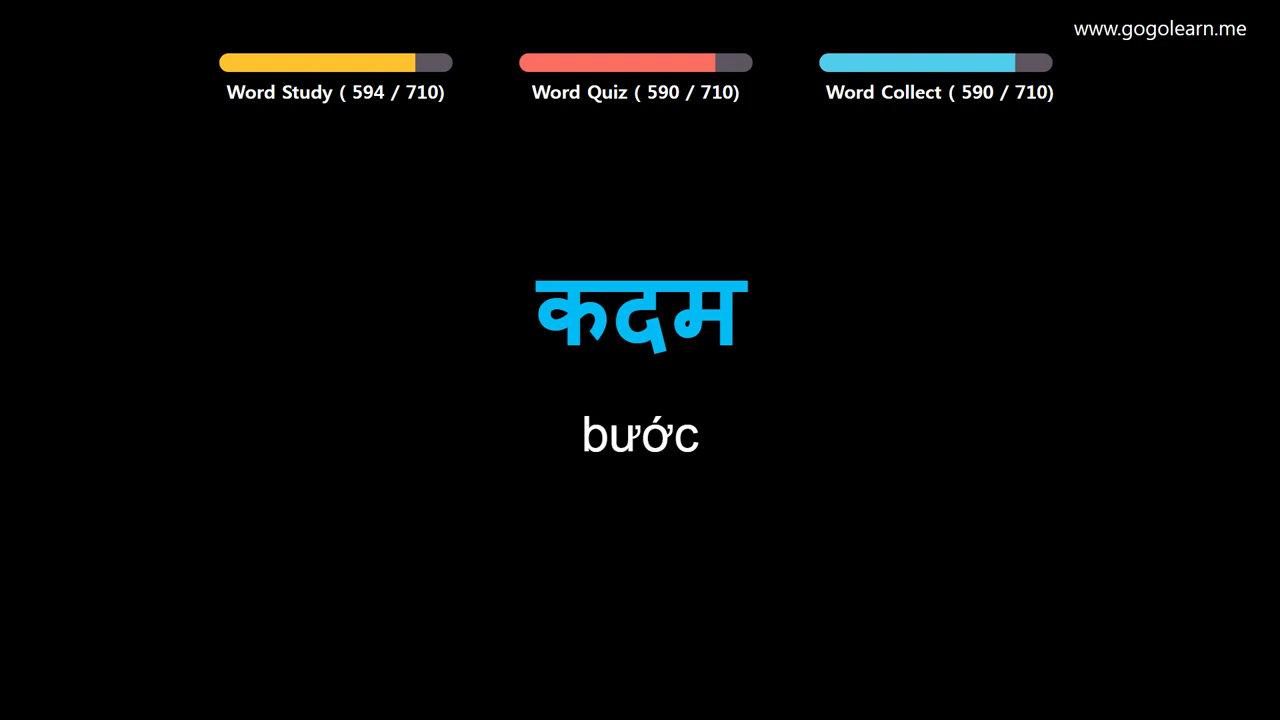 www.gogolearn.me
Word Study ( 594 / 710)
Word Quiz ( 590 / 710)
Word Collect ( 590 / 710)
कदम
bước